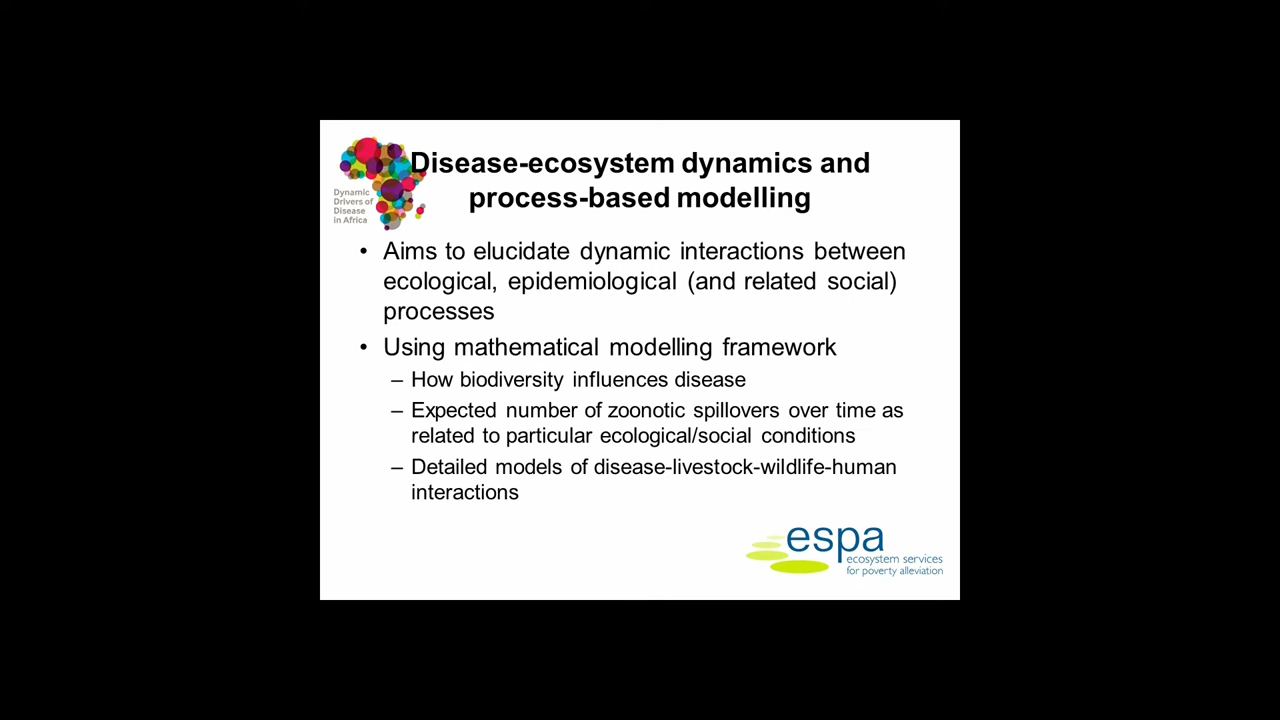 Disease-ecosystem dynamics and
process-based modelling
Dynamic
Drivers of
Disease
in Africa
• Aims to elucidate dynamic interactions between
ecological, epidemiological (and related social)
processes
• Using mathematical modelling framework
– How biodiversity influences disease
– Expected number of zoonotic spillovers over time as
related to particular ecological/social conditions
– Detailed models of disease-livestock-wildlife-human
interactions
espa
ecosystem services
for poverty alleviation